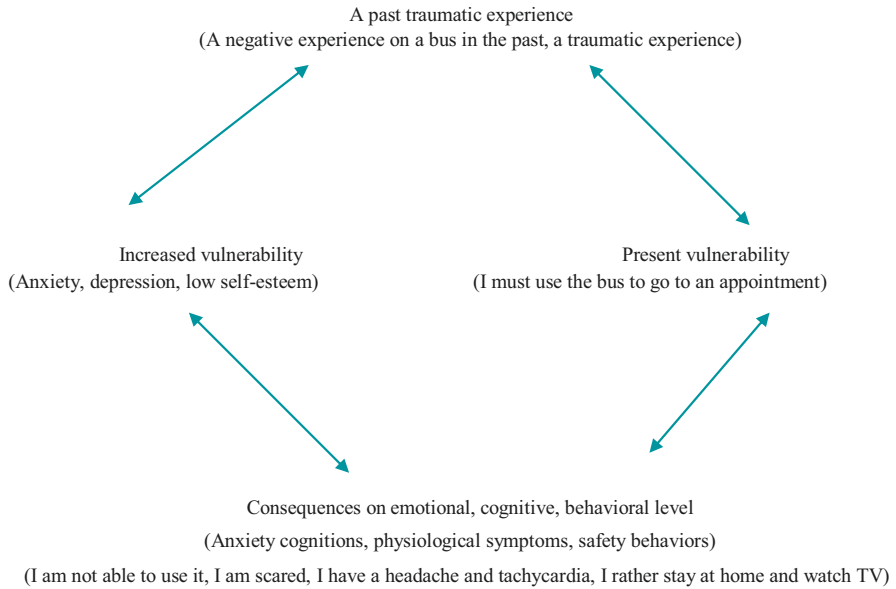 A past traumatic experience
(A negative experience on a bus in the past, a traumatic experience)
Increased vulnerability
(Anxiety, depression, low self-esteem)
Present vulnerability
(I must use the bus to go to an appointment)
Consequences on emotional, cognitive, behavioral level
(Anxiety cognitions, physiological symptoms, safety behaviors)
(I am not able to use it, I am scared, I have a headache and tachycardia, I rather stay at home and watch TV)